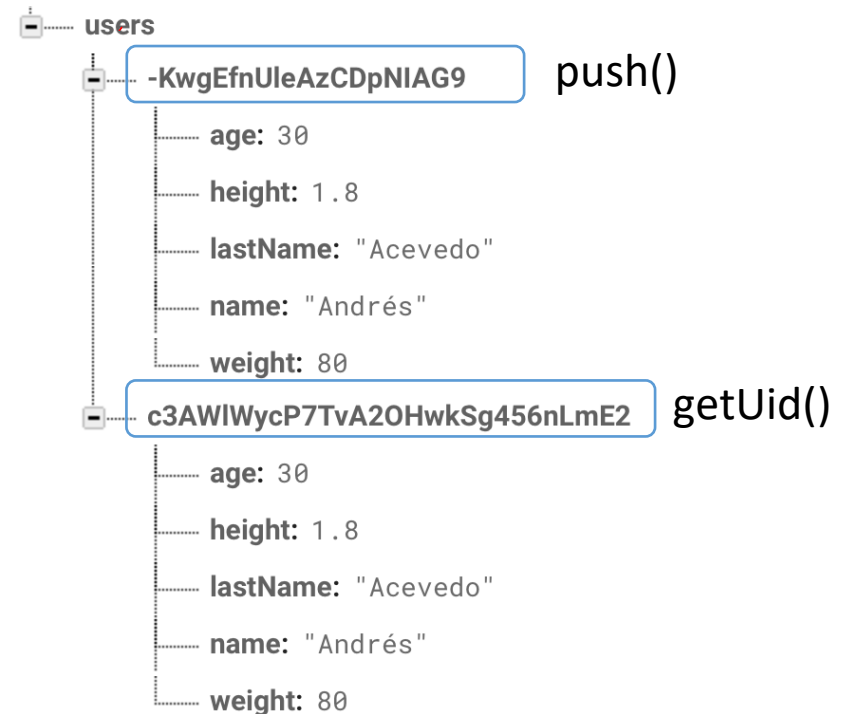 users
-KwgEfnUleAzCDpNIAG9 push()
age: 30
height: 1.8
lastName: "Acevedo"
name: "Andrés"
weight: 80
c3AWlWycP7TvA2OHwkSg456nLmE2 getUid()
age: 30
height: 1.8
lastName: "Acevedo"
name: "Andrés"
weight: 80